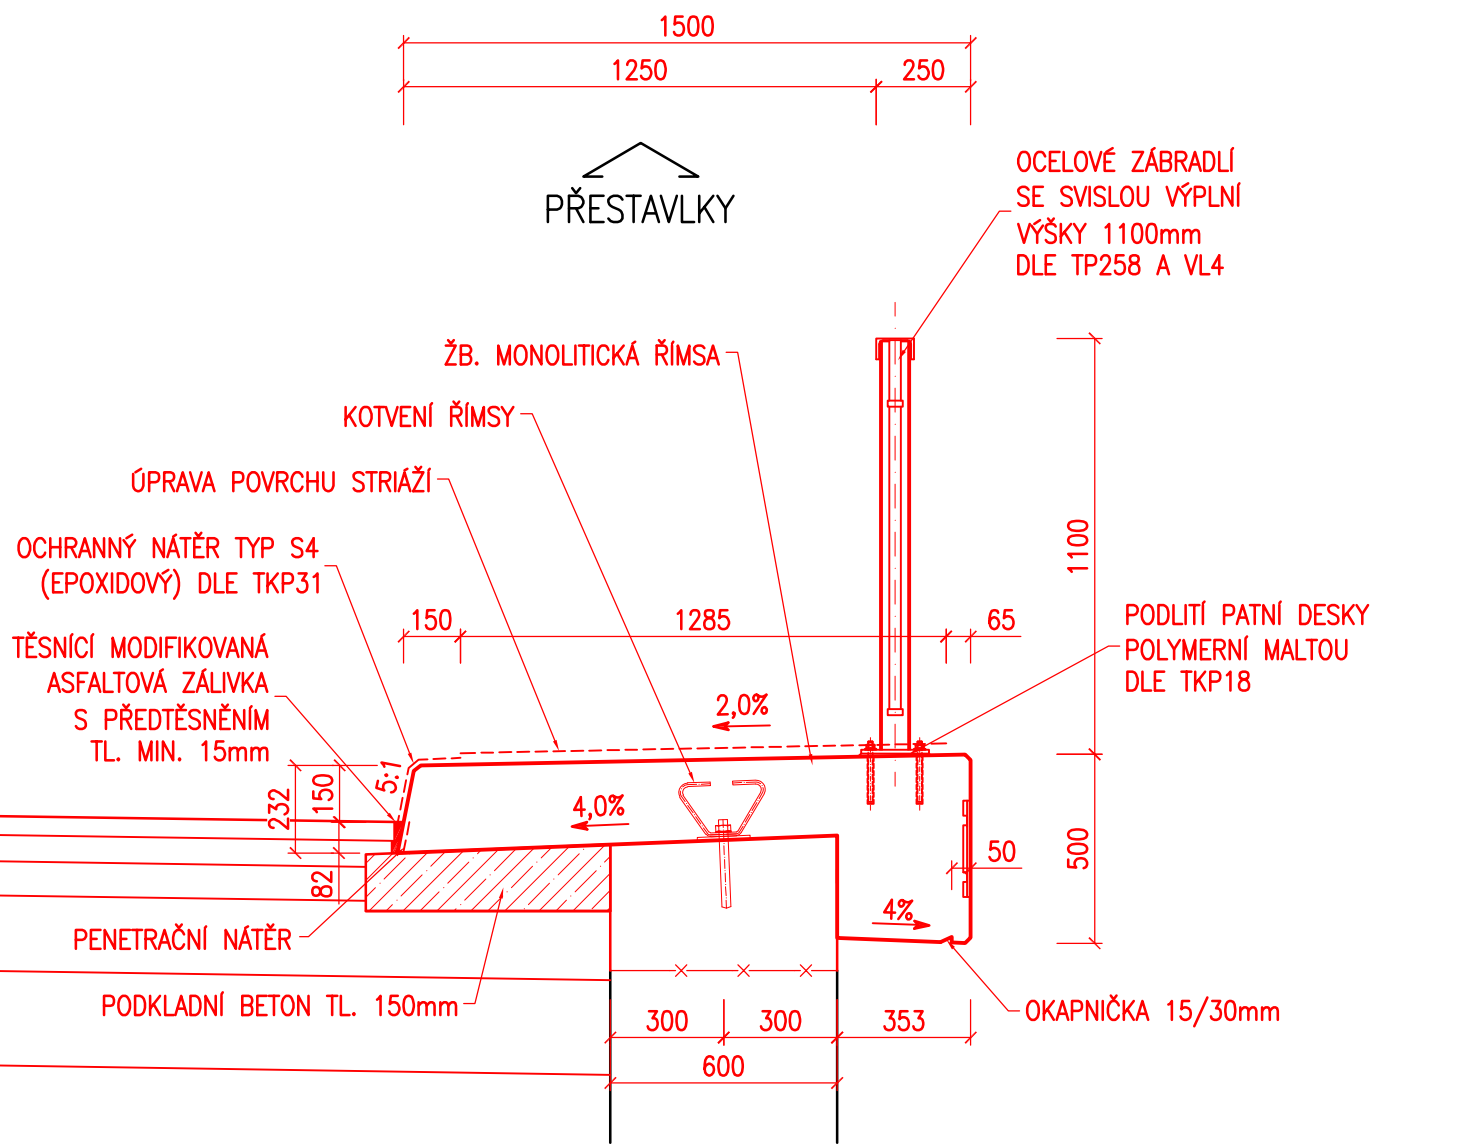 1500
1250
250
PŘESTAVLKY
OCELOVÉ ZÁBRADLÍ
SE SVISLOU VÝPLNÍ
VÝŠKY 1100mm
DLE TP258 A VL4
ŽB. MONOLITICKÁ ŘÍMSA
KOTVENÍ ŘÍMSY
ÚPRAVA POVRCHU STRIÁŽÍ
OCHRANNÝ NÁTĚR TYP S4
(EPOXIDOVÝ) DLE TKP31
TĚSNÍCÍ MODIFIKOVANÁ
ASFALTOVÁ ZÁLIVKA
S PŘEDTĚSNĚNÍM
TL. MIN. 15mm
150
1285
65
1100
PODLITÍ PATNÍ DESKY
POLYMERNÍ MALTOU
DLE TKP18
2,0%
5:1
232
150
82
4,0%
50
500
4%
PENETRAČNÍ NÁTĚR
PODKLADNÍ BETON TL. 150mm
OKAPNIČKA 15/30mm
300
300
353
600